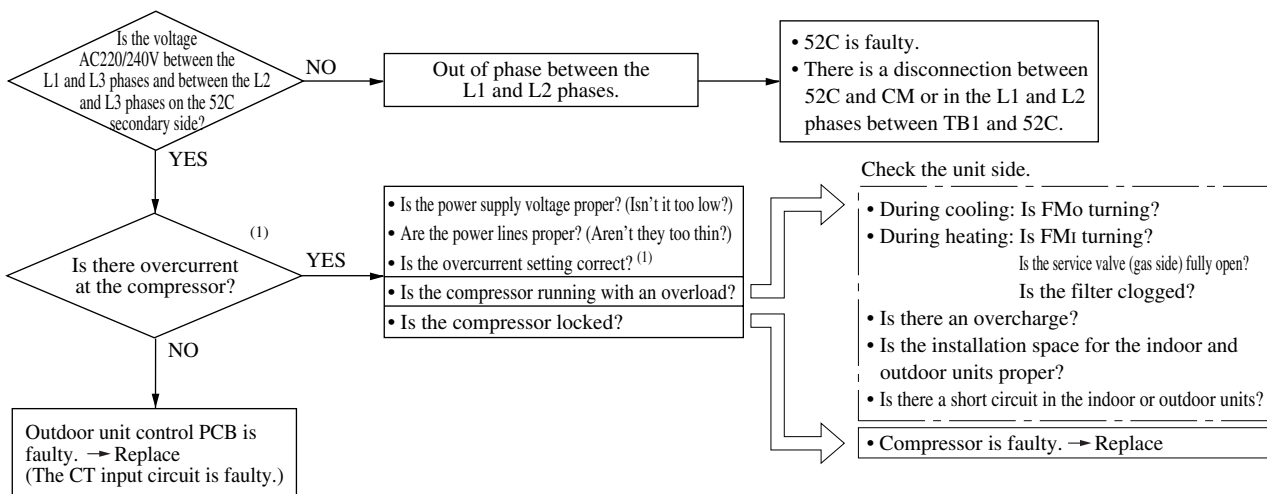 Is the voltage
AC220/240V between the
L1 and L3 phases and between the L2
and L3 phases on the 52C
secondary side?
NO
Out of phase between the
L1 and L2 phases.
• 52C is faulty.
• There is a disconnection between
52C and CM or in the L1 and L2
phases between TB1 and 52C.
YES
(1)
Is there overcurrent
at the compressor?
YES
• Is the power supply voltage proper? (Isn't it too low?)
• Are the power lines proper? (Aren't they too thin?)
• Is the overcurrent setting correct? (1)
• Is the compressor running with an overload?
• Is the compressor locked?
Check the unit side.
• During cooling: Is FMO turning?
• During heating: Is FMI turning?
Is the service valve (gas side) fully open?
Is the filter clogged?
• Is there an overcharge?
• Is the installation space for the indoor and
outdoor units proper?
• Is there a short circuit in the indoor or outdoor units?
• Compressor is faulty. → Replace
NO
Outdoor unit control PCB is
faulty. → Replace
(The CT input circuit is faulty.)